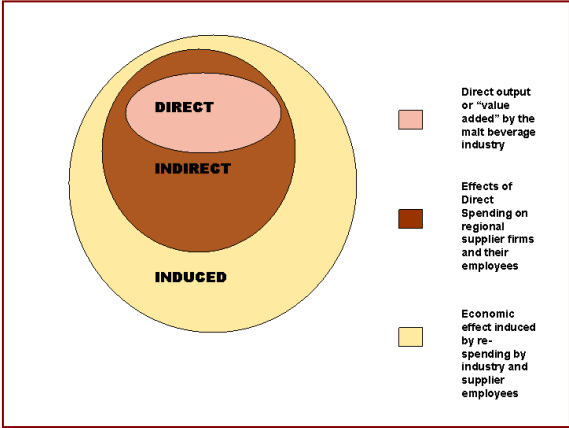 DIRECT
INDIRECT
INDUCED
Direct output
or “value
added” by the
malt beverage
industry
Effects of
Direct
Spending on
regional
supplier firms
and their
employees
Economic
effect induced
by re-
spending by
industry and
supplier
employees